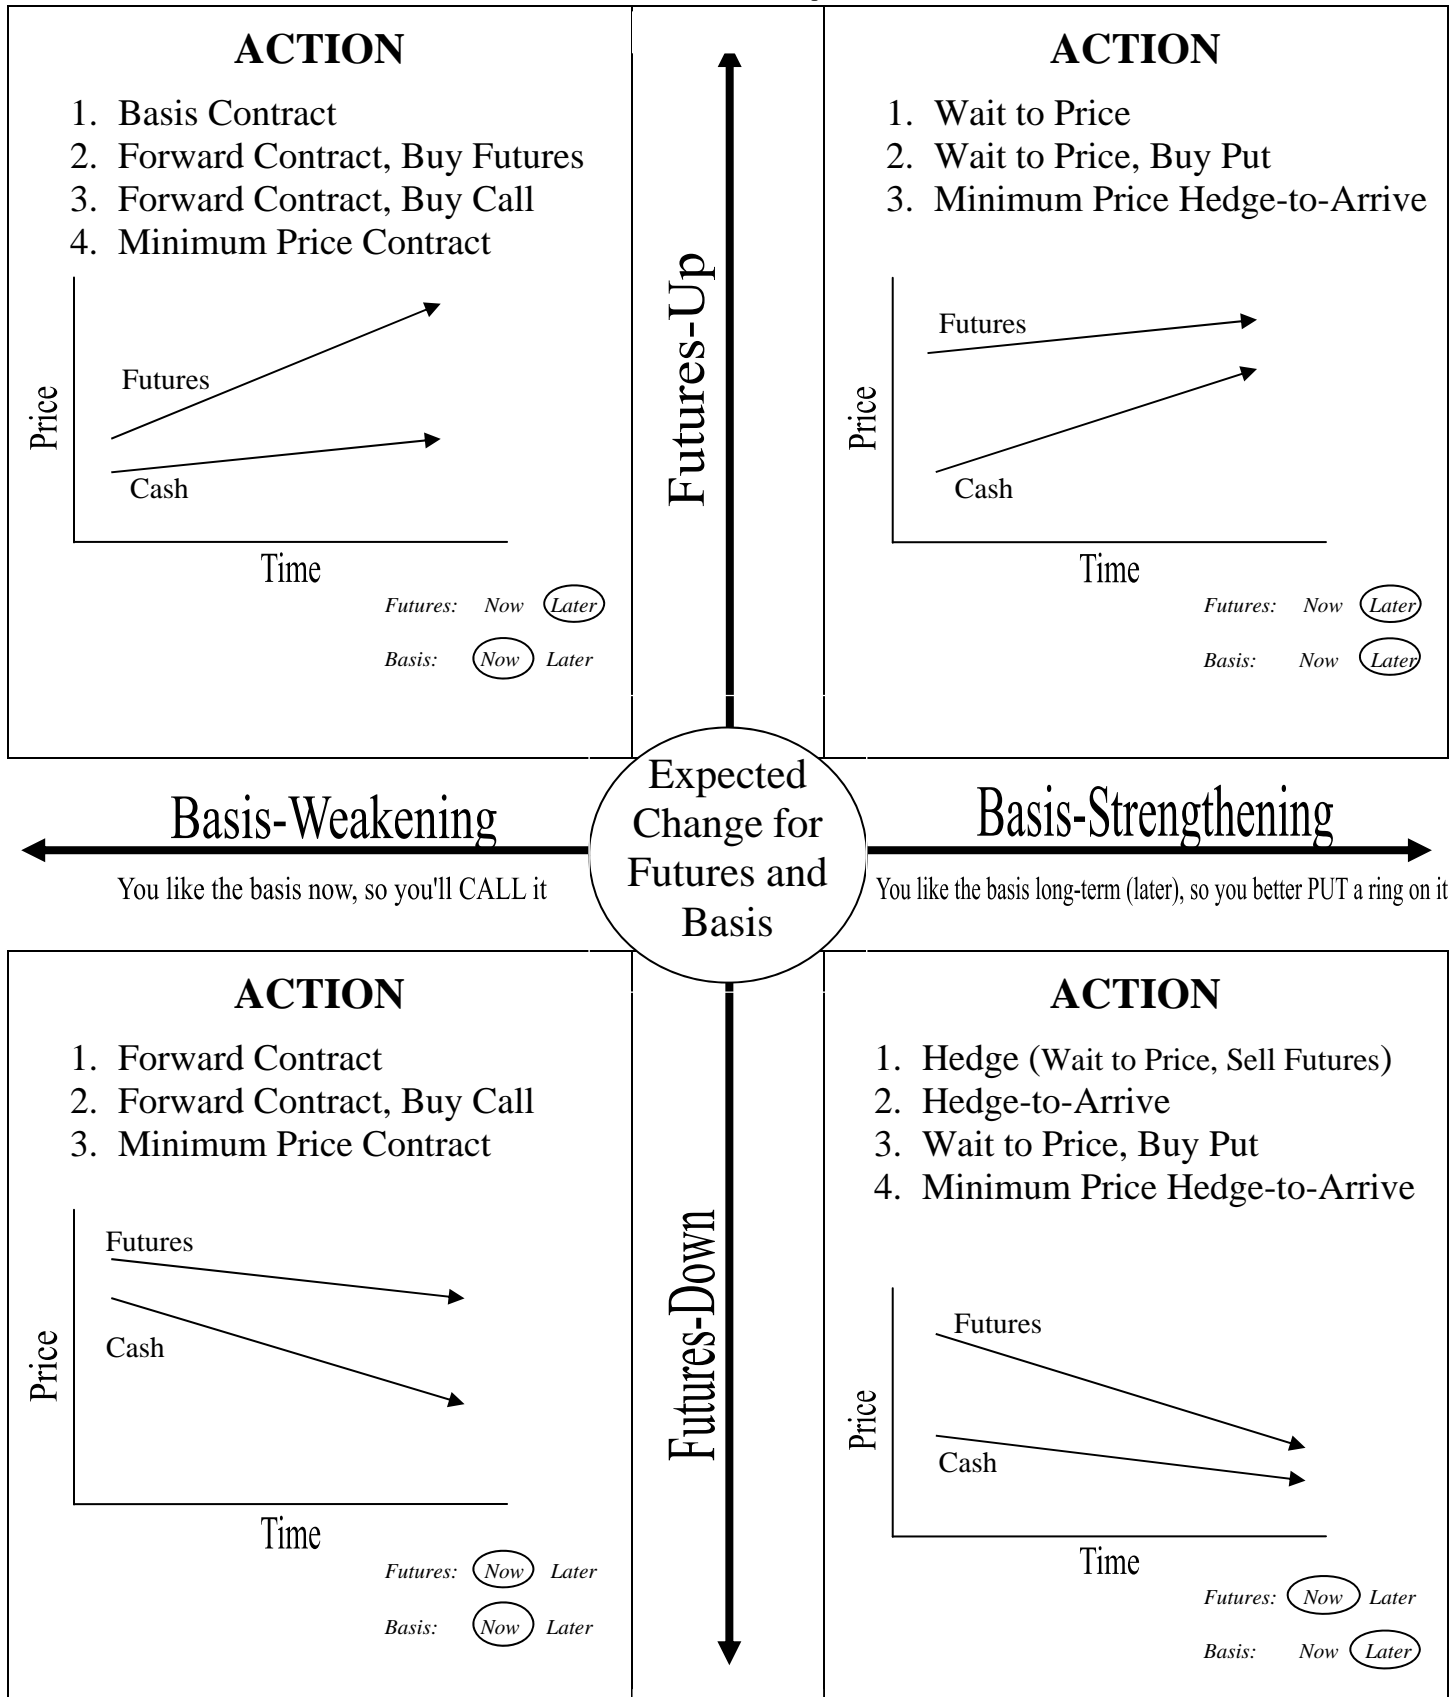 ACTION
1. Basis Contract
2. Forward Contract, Buy Futures
3. Forward Contract, Buy Call
4. Minimum Price Contract
Futures
Cash
Price
Time
Futures: Now Later
Basis: Now Later
Futures-Up
ACTION
1. Wait to Price
2. Wait to Price, Buy Put
3. Minimum Price Hedge-to-Arrive
Futures
Cash
Price
Time
Futures: Now Later
Basis: Now Later
Basis-Weakening
You like the basis now, so you'll CALL it
Expected
Change for
Futures and
Basis
Basis-Strengthening
You like the basis long-term (later), so you better PUT a ring on it
ACTION
1. Forward Contract
2. Forward Contract, Buy Call
3. Minimum Price Contract
Futures
Cash
Price
Time
Futures: Now Later
Basis: Now Later
Futures-Down
ACTION
1. Hedge (Wait to Price, Sell Futures)
2. Hedge-to-Arrive
3. Wait to Price, Buy Put
4. Minimum Price Hedge-to-Arrive
Futures
Cash
Price
Time
Futures: Now Later
Basis: Now Later